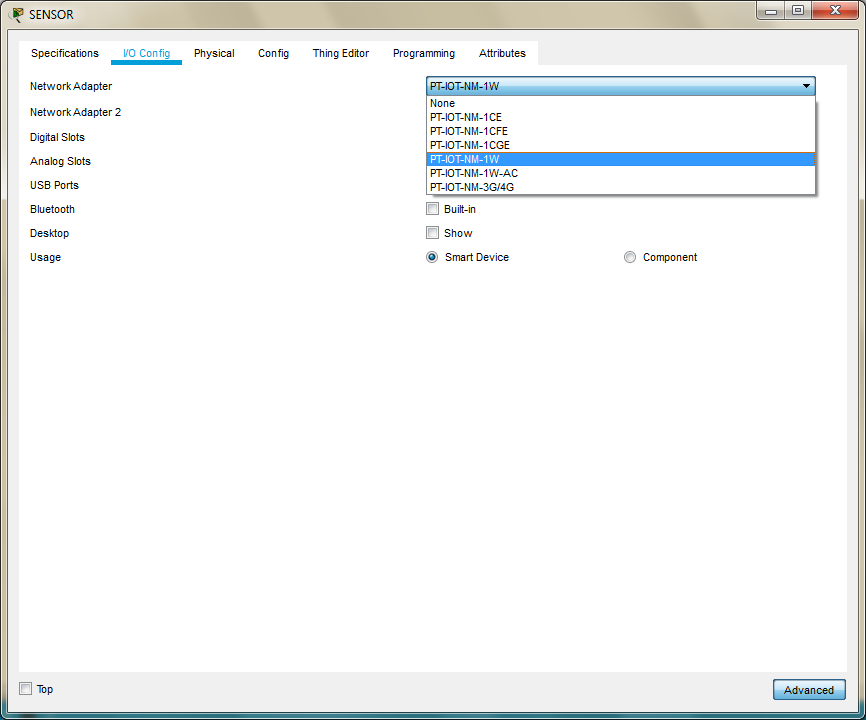 SENSOR
Specifications I/O Config Physical Config Thing Editor Programming Attributes
Network Adapter PT-IOT-NM-1W
None
Network Adapter 2 PT-IOT-NM-1CE
PT-IOT-NM-1CFE
Digital Slots PT-IOT-NM-1CGE
Analog Slots PT-IOT-NM-1W
PT-IOT-NM-1W-AC
USB Ports PT-IOT-NM-3G/4G
Bluetooth Built-in
Desktop Show
Usage Smart Device Component
Top Advanced